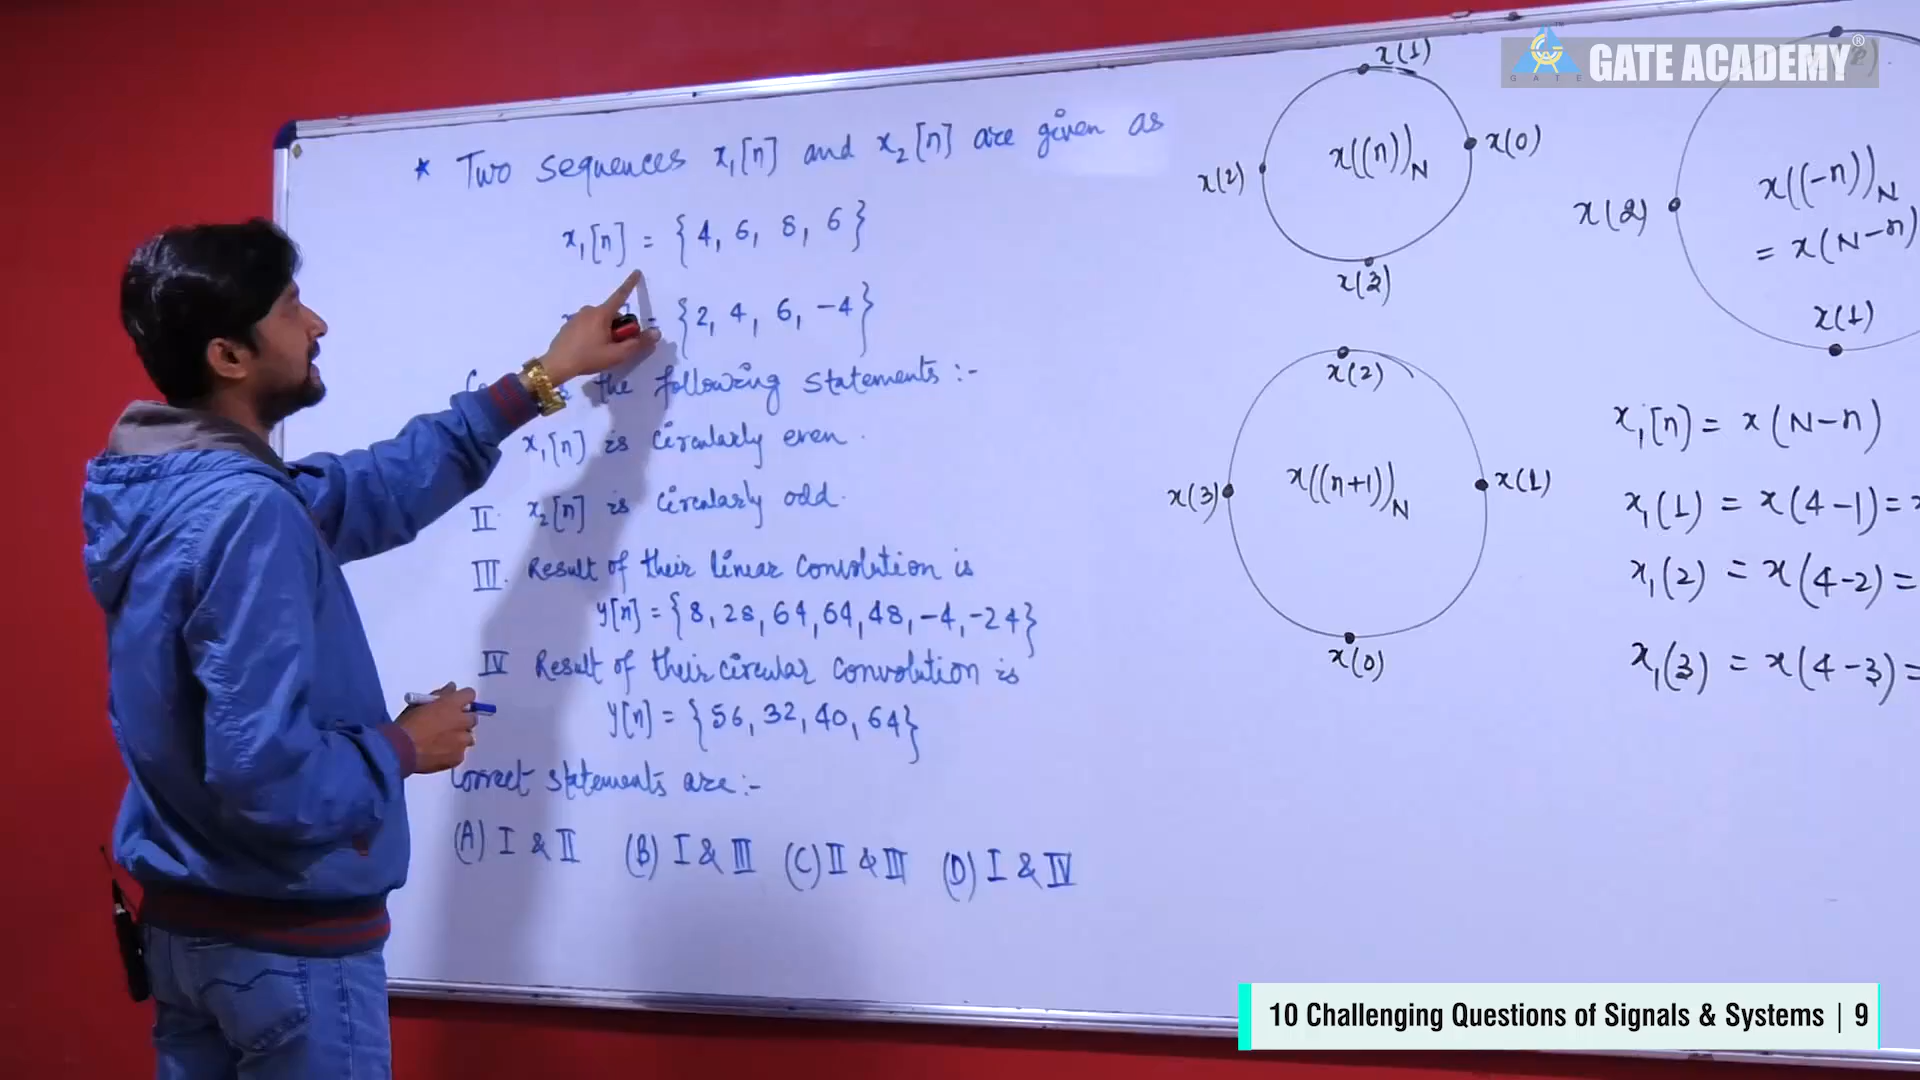 GATE ACADEMY®
GATE
* Two sequences x₁[n] and x₂[n] are given as
x₁[n] = {4, 6, 8, 6}
= {2, 4, 6, -4}
the following statements :-
x₁[n] is circularly even.
II. x₂[n] is circularly odd.
III. Result of their linear convolution is
y[n] = {8, 28, 64, 64, 48, -4, -24}
IV Result of their circular convolution is
y[n] = {56, 32, 40, 64}
Correct statements are:-
(A) I & II (B) I & III (C) II & III (D) I & IV
x(1)
x(2)
x((n))_N
x(0)
x(3)
x(2)
x((-n))_N
= x(N-n)
x(1)
x(2)
x(3)
x((n+1))_N
x(1)
x(0)
x₁[n] = x(N-n)
x₁(1) = x(4-1) =
x₁(2) = x(4-2) =
x₁(3) = x(4-3) =
10 Challenging Questions of Signals & Systems | 9